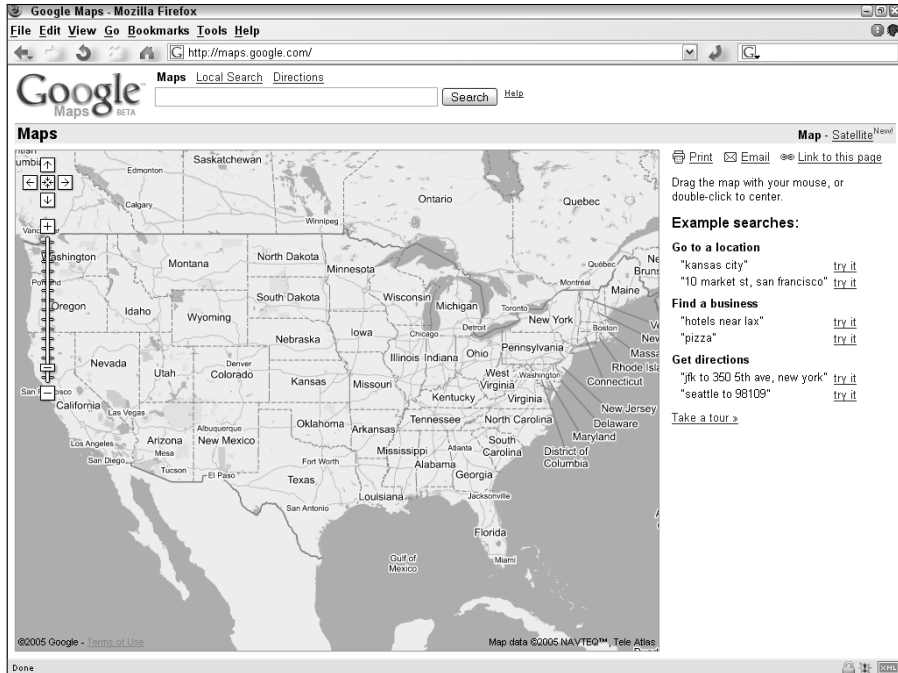 Google Maps - Mozilla Firefox
File Edit View Go Bookmarks Tools Help
G http://maps.google.com/
G
Google
Maps BETA
Maps Local Search Directions
Search Help
Maps
Map - Satellite New!
Print Email Link to this page
Drag the map with your mouse, or
double-click to center.
Example searches:
Go to a location
"kansas city" try it
"10 market st, san francisco" try it
Find a business
"hotels near lax" try it
"pizza" try it
Get directions
"jfk to 350 5th ave, new york" try it
"seattle to 98109" try it
Take a tour »
Saskatchewan
Edmonton
Calgary
Winnipeg
Ontario
Quebec
Québec
Montréal
Maine
North Dakota
Montana
Minnesota
South Dakota
Wisconsin
Michigan
Toronto
New York
Boston
Oregon
Idaho
Wyoming
Iowa
Chicago
Detroit
Nebraska
Illinois
Indiana
Ohio
Pennsylvania
Nevada
Utah
Denver
Colorado
Kansas
Missouri
West
Virginia
Washington
Kentucky
Virginia
Connecticut
New Jersey
Delaware
Maryland
District of
Columbia
California
Las Vegas
Los Angeles
San Diego
Arizona
Mesa
Tucson
Albuquerque
New Mexico
El Paso
Oklahoma
Arkansas
Tennessee
North Carolina
South
Carolina
Atlanta
Mississippi
Alabama
Georgia
Fort Worth
Texas
San Antonio
Louisiana
Jacksonville
Florida
Miami
Gulf of
Mexico
©2005 Google - Terms of Use
Map data ©2005 NAVTEQ™, Tele Atlas
Done
XML